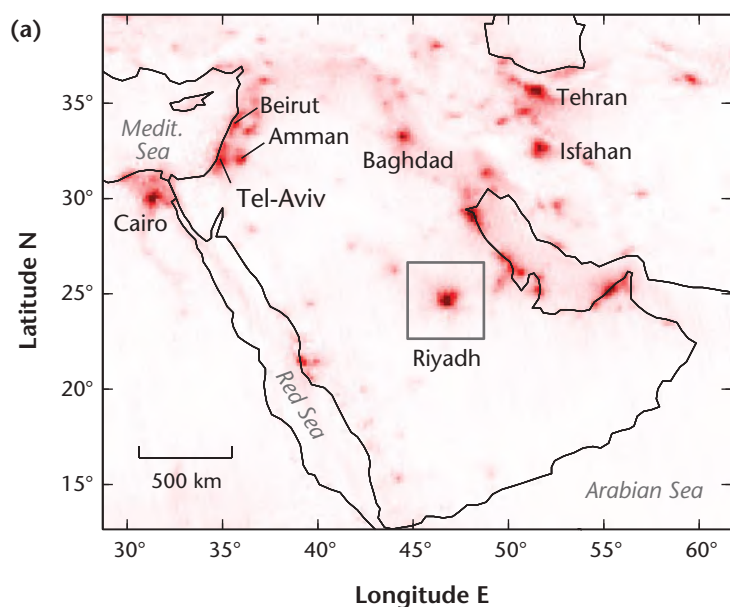 (a)
35°
30°
25°
20°
15°
Latitude N
Medit.
Sea
Beirut
Amman
Tel-Aviv
Cairo
Baghdad
Tehran
Isfahan
Riyadh
Red Sea
500 km
Arabian Sea
30°
35°
40°
45°
50°
55°
60°
Longitude E